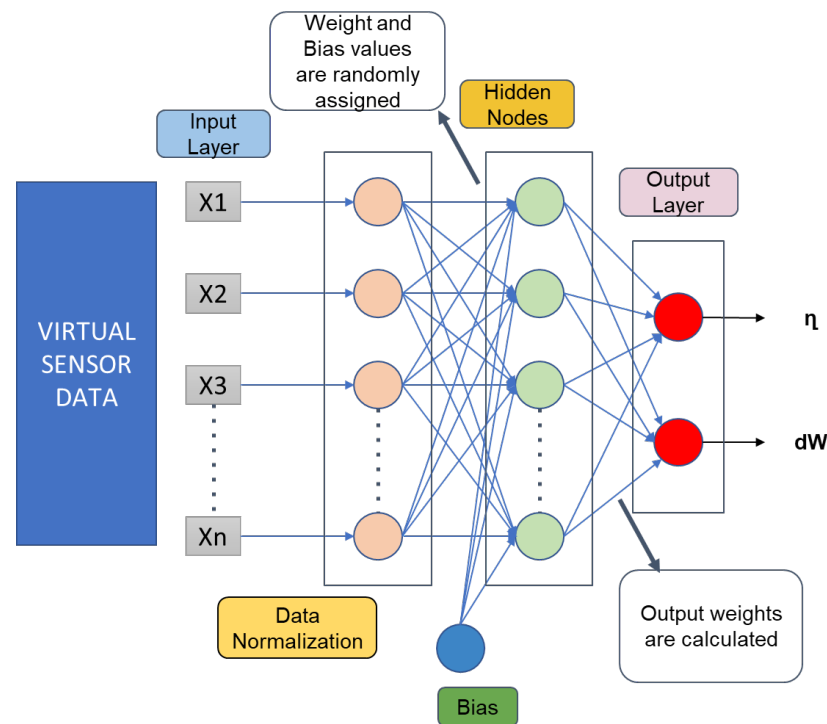 Weight and
Bias values
are randomly
assigned
Hidden
Nodes
Input
Layer
Output
Layer
VIRTUAL
SENSOR
DATA
X1
X2
X3
Xn
η
dW
Data
Normalization
Output weights
are calculated
Bias